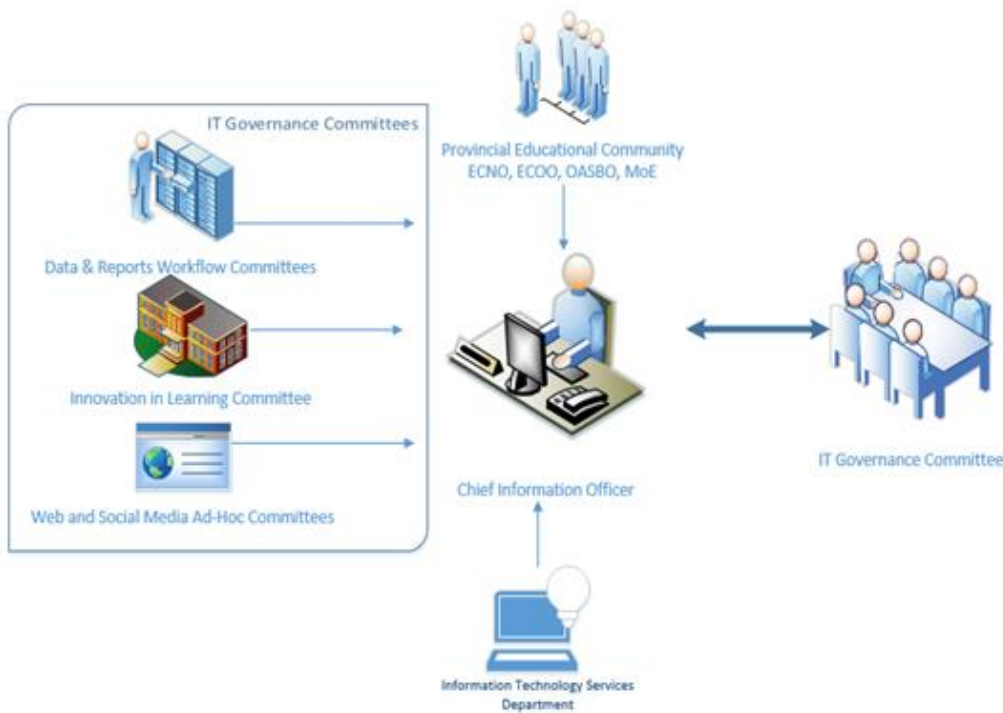 IT Governance Committees
Provincial Educational Community
ECNO, ECOO, OASBO, MoE
Data & Reports Workflow Committees
Innovation in Learning Committee
Web and Social Media Ad-Hoc Committees
Chief Information Officer
IT Governance Committee
Information Technology Services
Department